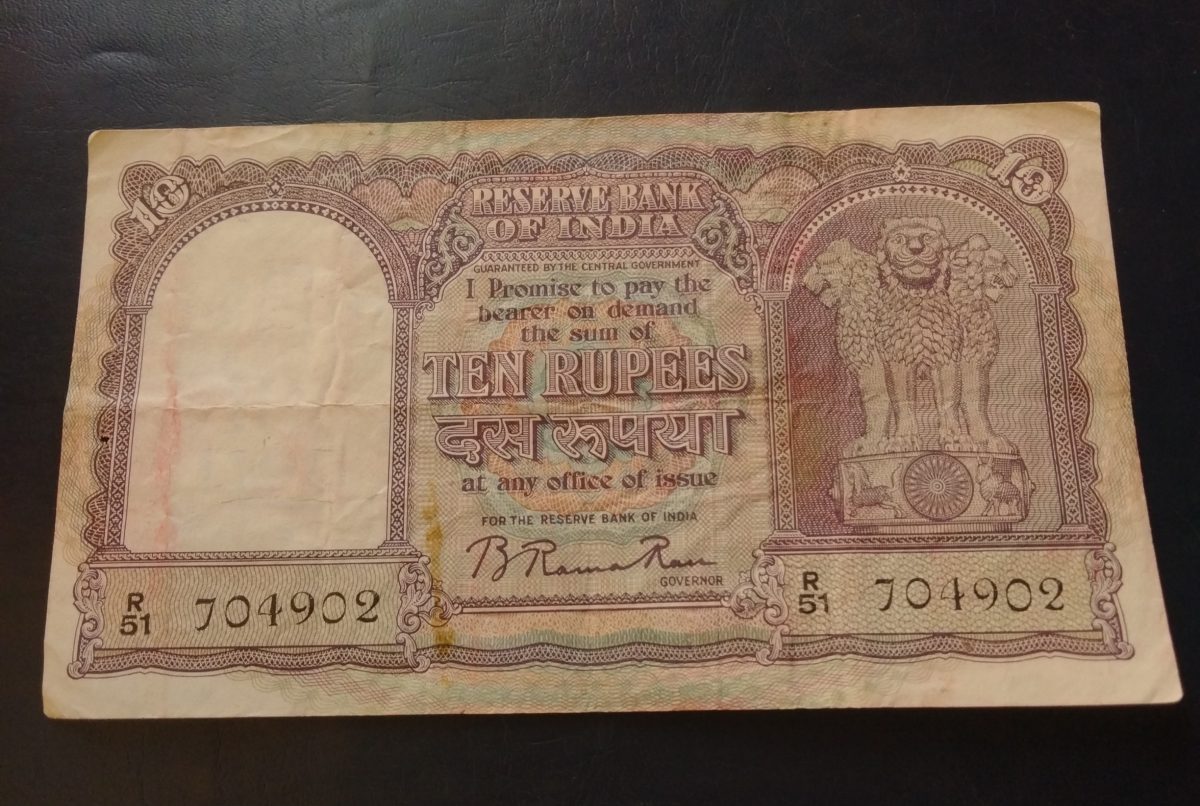 10
10
RESERVE BANK
OF INDIA
GUARANTEED BY THE CENTRAL GOVERNMENT
I Promise to pay the
bearer on demand
the sum of
TEN RUPEES
दस रूपया
at any office of issue
FOR THE RESERVE BANK OF INDIA
B Rama Rau
GOVERNOR
R
51 704902
R
51 704902